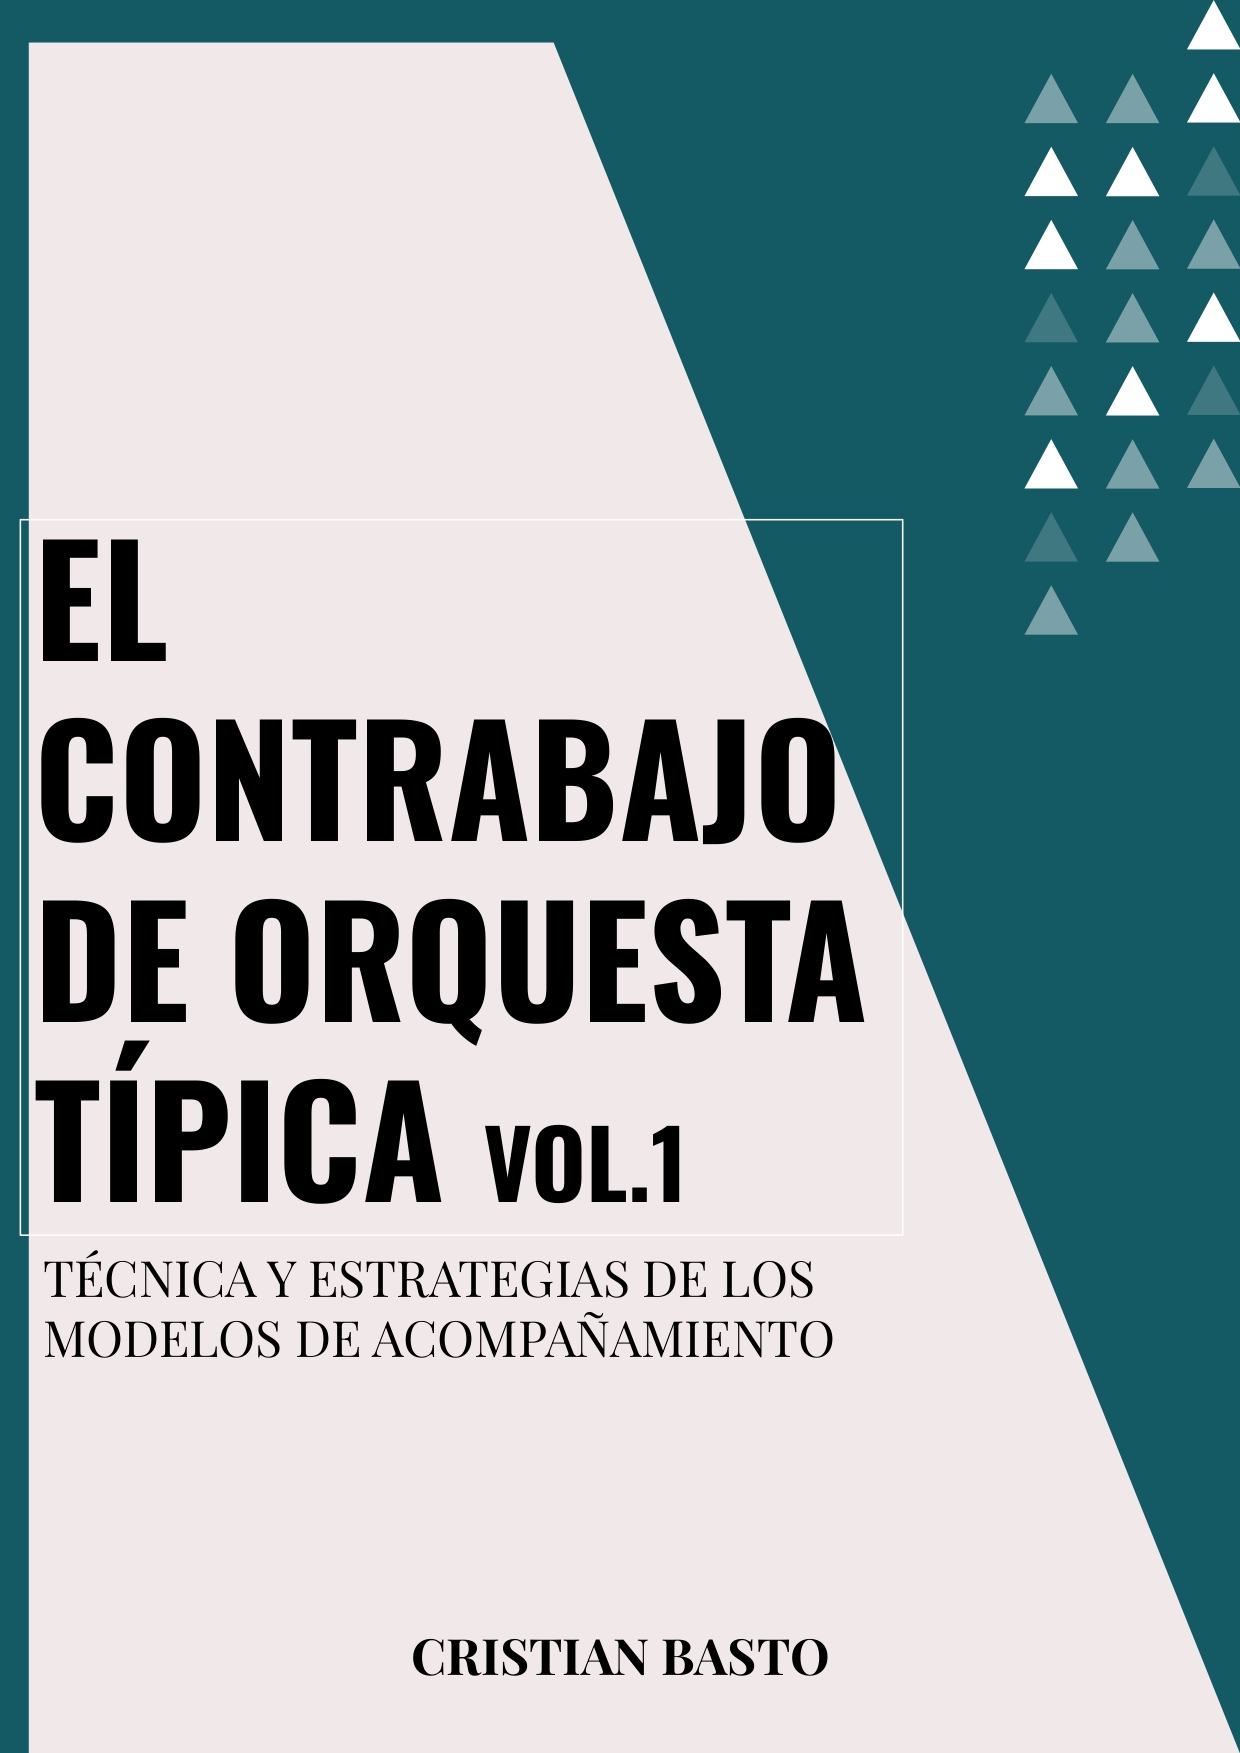 EL
CONTRABAJO
DE ORQUESTA
TÍPICA VOL.1
TÉCNICA Y ESTRATEGIAS DE LOS
MODELOS DE ACOMPAÑAMIENTO
CRISTIAN BASTO